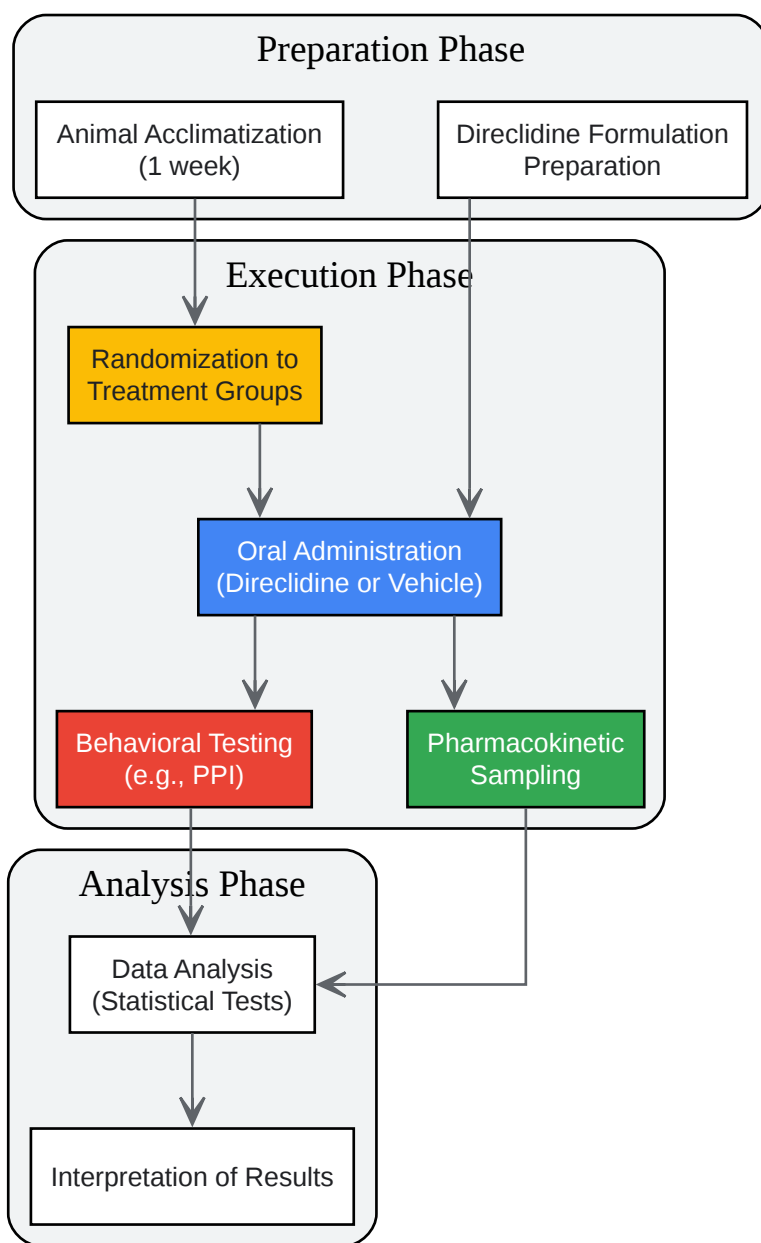 Preparation Phase
Animal Acclimatization
(1 week)
Direclidine Formulation
Preparation
Execution Phase
Randomization to
Treatment Groups
Oral Administration
(Direclidine or Vehicle)
Behavioral Testing
(e.g., PPI)
Pharmacokinetic
Sampling
Analysis Phase
Data Analysis
(Statistical Tests)
Interpretation of Results